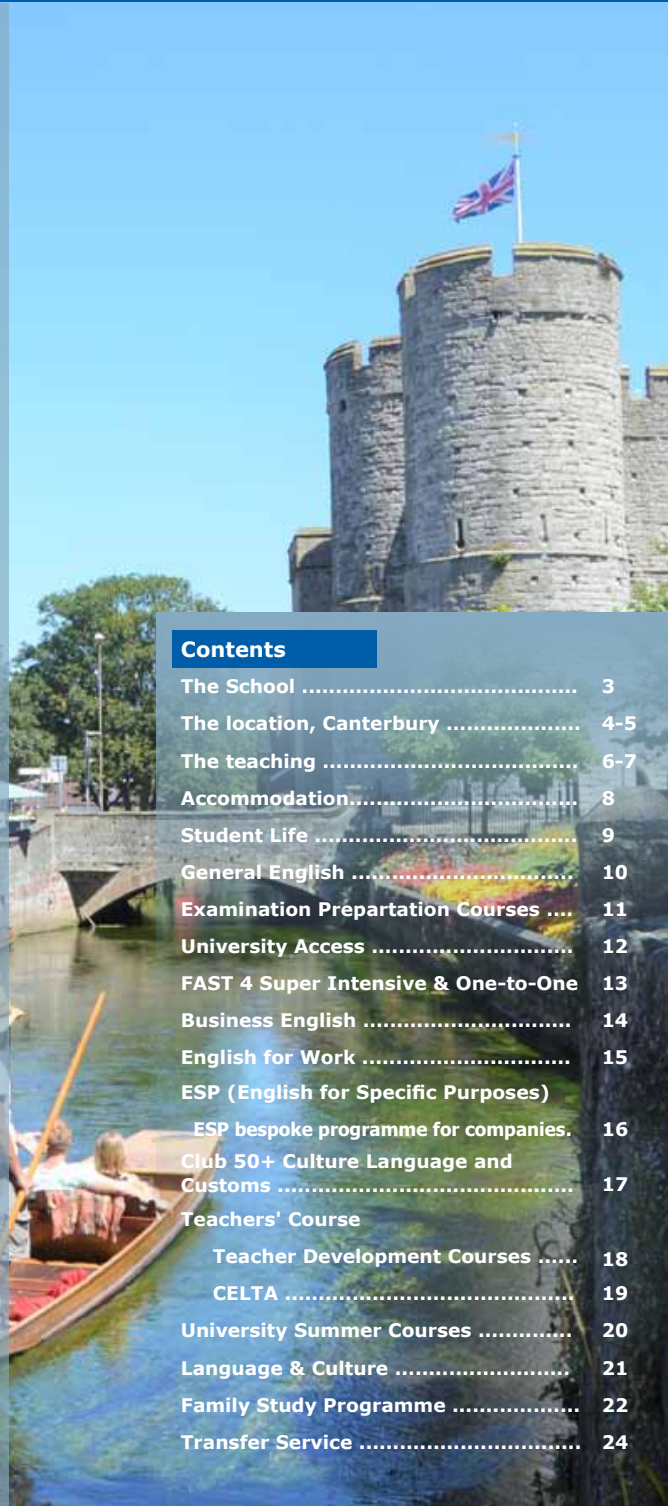 Contents
The School ......................................... 3
The location, Canterbury .................... 4-5
The teaching ...................................... 6-7
Accommodation.................................. 8
Student Life ....................................... 9
General English ................................. 10
Examination Prepartation Courses .... 11
University Access .............................. 12
FAST 4 Super Intensive & One-to-One 13
Business English ............................... 14
English for Work ............................... 15
ESP (English for Specific Purposes)
ESP bespoke programme for companies. 16
Club 50+ Culture Language and
Customs ............................................ 17
Teachers' Course
Teacher Development Courses ...... 18
CELTA ........................................... 19
University Summer Courses .............. 20
Language & Culture .......................... 21
Family Study Programme ................... 22
Transfer Service ................................. 24